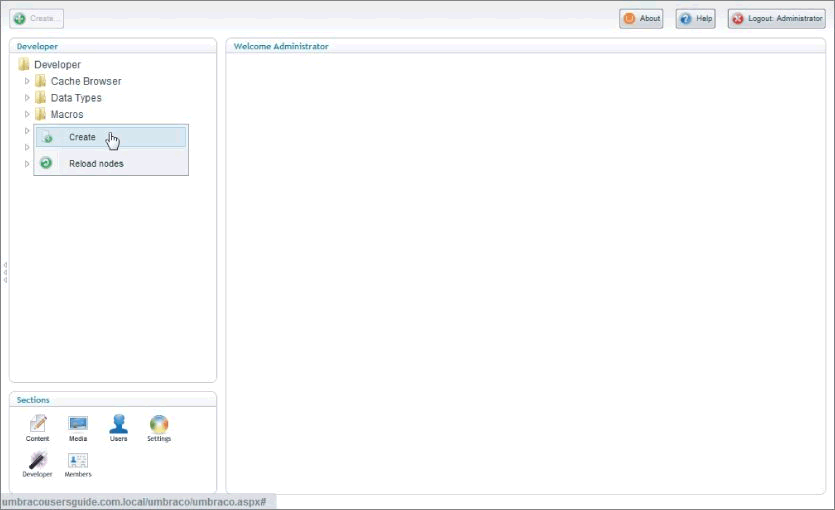 Create...
About
Help
Logout: Administrator
Developer
Welcome Administrator
Developer
Cache Browser
Data Types
Macros
Create
Reload nodes
Sections
Content
Media
Users
Settings
Developer
Members
umbracousersguide.com.local/umbraco/umbraco.aspx#